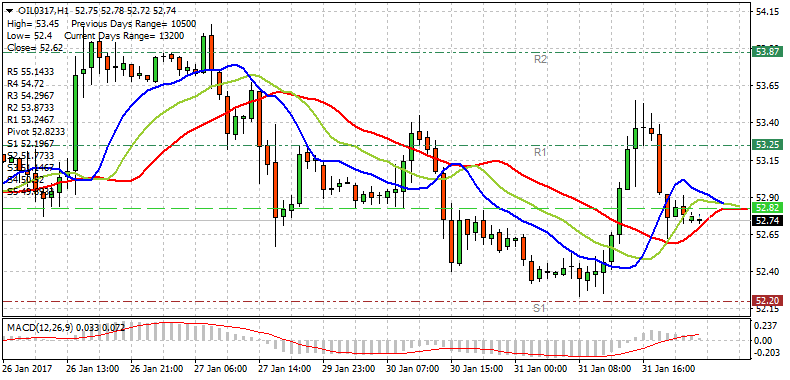 OIL0317,H1 52.75 52.78 52.72 52.74
High= 53.45 Previous Days Range= 10500
Low= 52.4 Current Days Range= 13200
Close= 52.62
R5 55.1433
R4 54.72
R3 54.2967
R2 53.8733
R1 53.2467
Pivot 52.8233
S1 52.1967
S2 51.7733
R2
R1
S1
54.15
53.87
53.65
53.40
53.25
53.15
52.90
52.82
52.74
52.65
52.40
52.20
52.15
MACD(12,26,9) 0.033 0.072
0.237
0.00
-0.203
26 Jan 2017 26 Jan 13:00 26 Jan 21:00 27 Jan 06:00 27 Jan 14:00 29 Jan 23:00 30 Jan 07:00 30 Jan 15:00 31 Jan 00:00 31 Jan 08:00 31 Jan 16:00